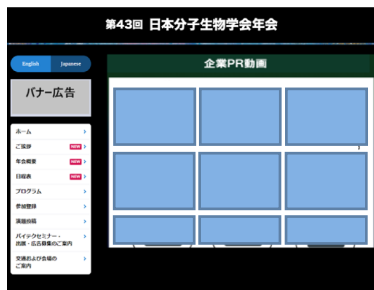 第43回 日本分子生物学会年会
English
Japanese
バナー広告
企業PR動画
ホーム
ご挨拶 NEW
年会概要 NEW
日程表 NEW
プログラム
参加登録
演題投稿
バイテクセミナー・
出展・広告募集のご案内
交通および会場の
ご案内